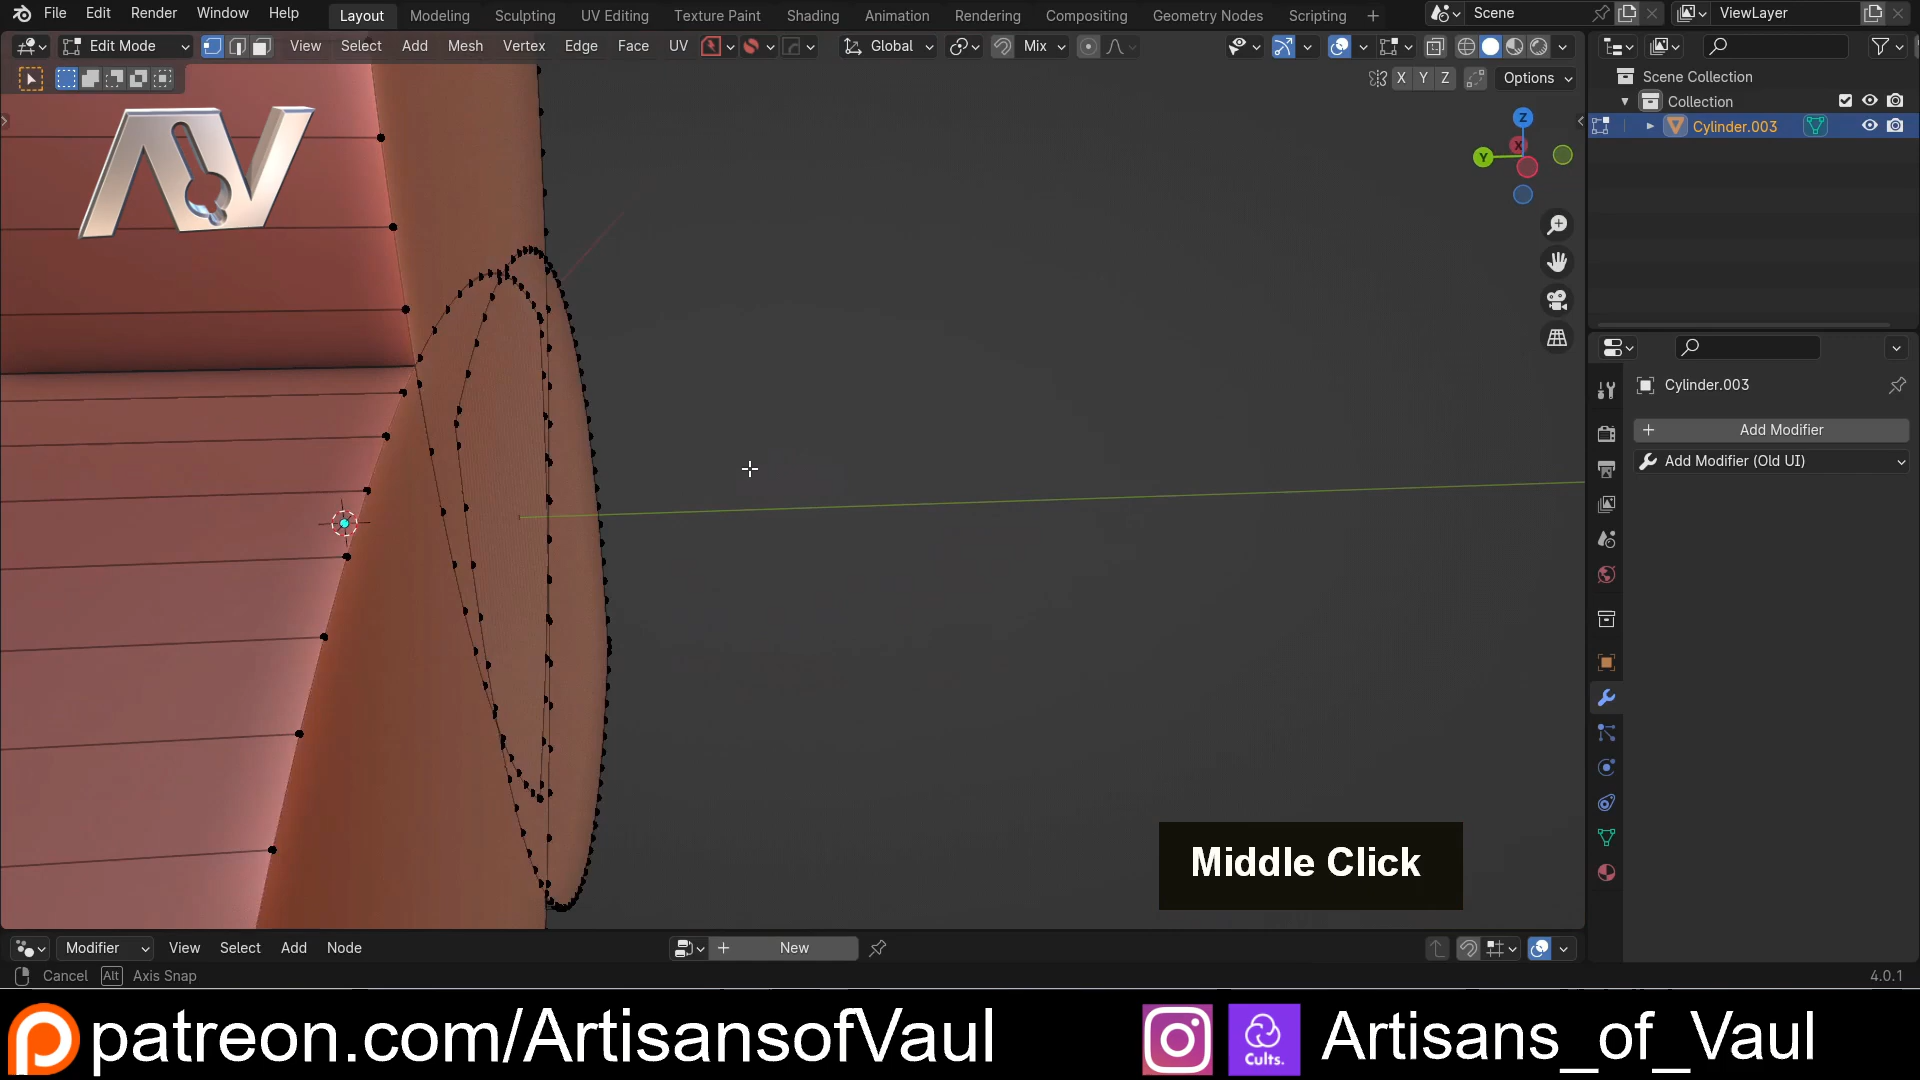 File Edit Render Window Help Layout Modeling Sculpting UV Editing Texture Paint Shading Animation Rendering Compositing Geometry Nodes Scripting + Scene ViewLayer
Edit Mode View Select Add Mesh Vertex Edge Face UV Global Mix
X Y Z Options
Scene Collection
Collection
Cylinder.003
Z
X
Y
Cylinder.003
+ Add Modifier
Add Modifier (Old UI)
AV
Middle Click
Modifier View Select Add Node + New
Cancel Alt Axis Snap 4.0.1
patreon.com/ArtisansofVaul Cults. Artisans_of_Vaul